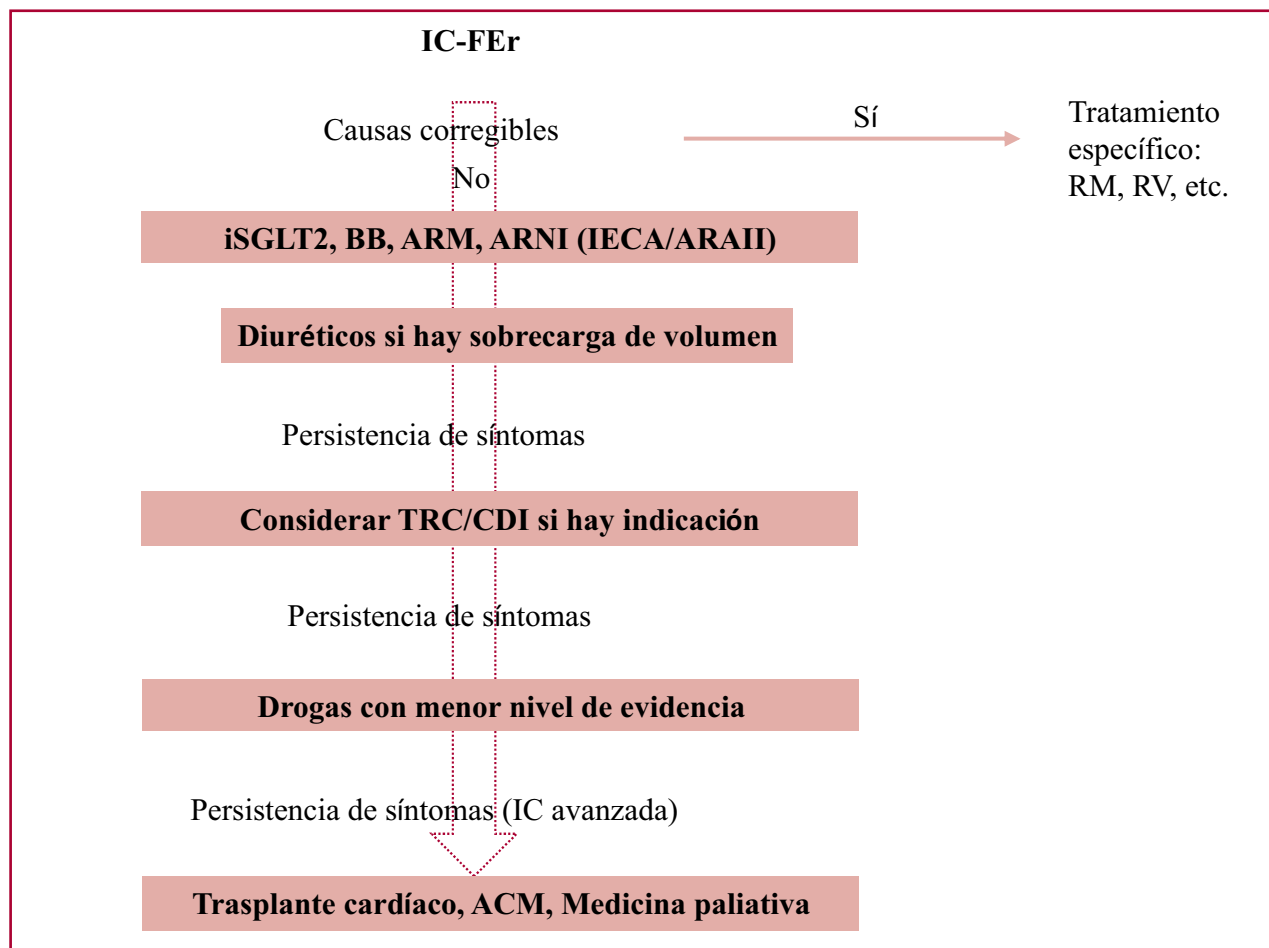 IC-FEr
Causas corregibles
Sí
Tratamiento
específico:
RM, RV, etc.
No
iSGLT2, BB, ARM, ARNI (IECA/ARAII)
Diuréticos si hay sobrecarga de volumen
Persistencia de síntomas
Considerar TRC/CDI si hay indicación
Persistencia de síntomas
Drogas con menor nivel de evidencia
Persistencia de síntomas (IC avanzada)
Trasplante cardíaco, ACM, Medicina paliativa